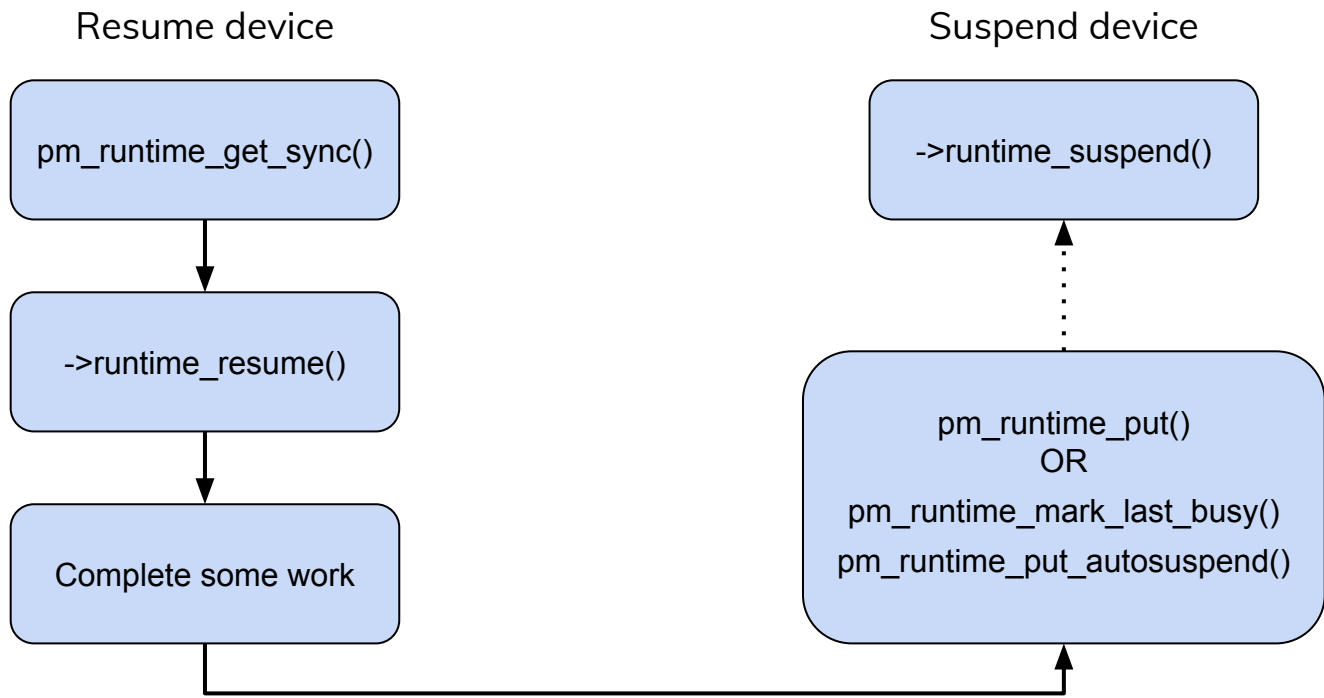 Resume device
pm_runtime_get_sync()
->runtime_resume()
Complete some work
Suspend device
->runtime_suspend()
pm_runtime_put()
OR
pm_runtime_mark_last_busy()
pm_runtime_put_autosuspend()